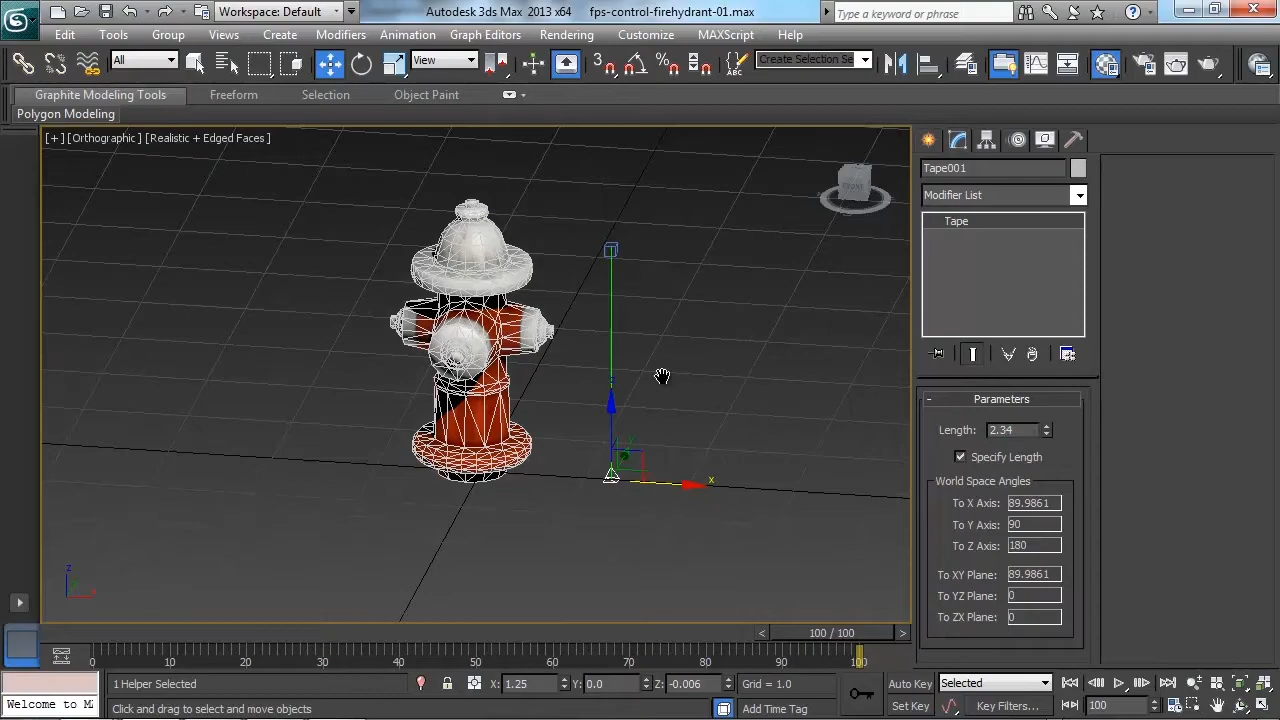 Workspace: Default
Autodesk 3ds Max 2013 x64 fps-control-firehydrant-01.max
Type a keyword or phrase
Edit Tools Group Views Create Modifiers Animation Graph Editors Rendering Customize MAXScript Help
All
View
3
Create Selection Se
Graphite Modeling Tools Freeform Selection Object Paint
Polygon Modeling
[+] [Orthographic] [Realistic + Edged Faces]
Tape001
Modifier List
Tape
x
z
- Parameters
Length: 2.34
Specify Length
World Space Angles
To X Axis: 89.9861
To Y Axis: 90
To Z Axis: 180
To XY Plane: 89.9861
To YZ Plane: 0
To ZX Plane: 0
< 100 / 100 >
0 10 20 30 40 50 60 70 80 90 100
1 Helper Selected
X: 1.25 Y: 0.0 Z: -0.006 Grid = 1.0
Auto Key Selected
Welcome to M
Click and drag to select and move objects
Add Time Tag
Set Key Key Filters... 100